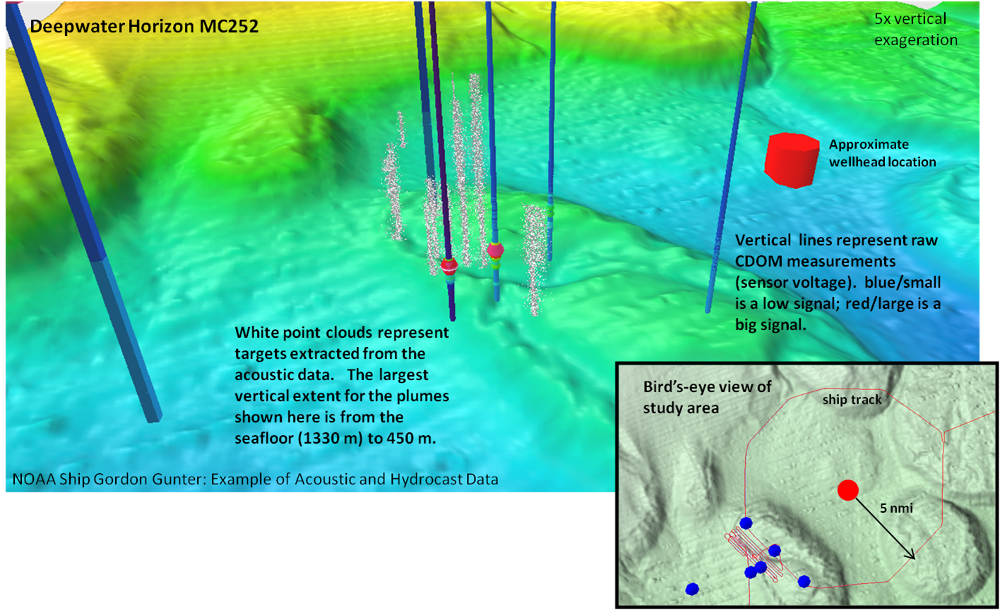 Deepwater Horizon MC252
5x vertical
exageration
Approximate
wellhead location
Vertical lines represent raw
CDOM measurements
(sensor voltage). blue/small
is a low signal; red/large is a
big signal.
White point clouds represent
targets extracted from the
acoustic data. The largest
vertical extent for the plumes
shown here is from the
seafloor (1330 m) to 450 m.
NOAA Ship Gordon Gunter: Example of Acoustic and Hydrocast Data
Bird's-eye view of
study area
ship track
5 nmi